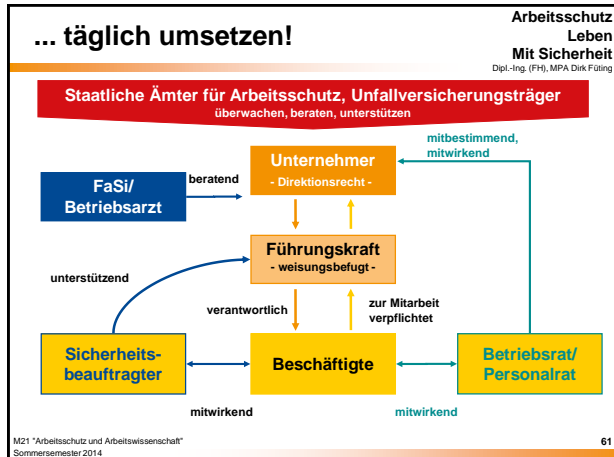 ... täglich umsetzen!
Arbeitsschutz
Leben
Mit Sicherheit
Dipl.-Ing. (FH), MPA Dirk Füting
Staatliche Ämter für Arbeitsschutz, Unfallversicherungsträger
überwachen, beraten, unterstützen
mitbestimmend,
mitwirkend
Unternehmer
- Direktionsrecht -
FaSi/
Betriebsarzt
beratend
Führungskraft
- weisungsbefugt -
unterstützend
verantwortlich
zur Mitarbeit
verpflichtet
Sicherheits-
beauftragter
Beschäftigte
Betriebsrat/
Personalrat
mitwirkend
mitwirkend
M21 "Arbeitsschutz und Arbeitswissenschaft"
Sommersemester 2014
61